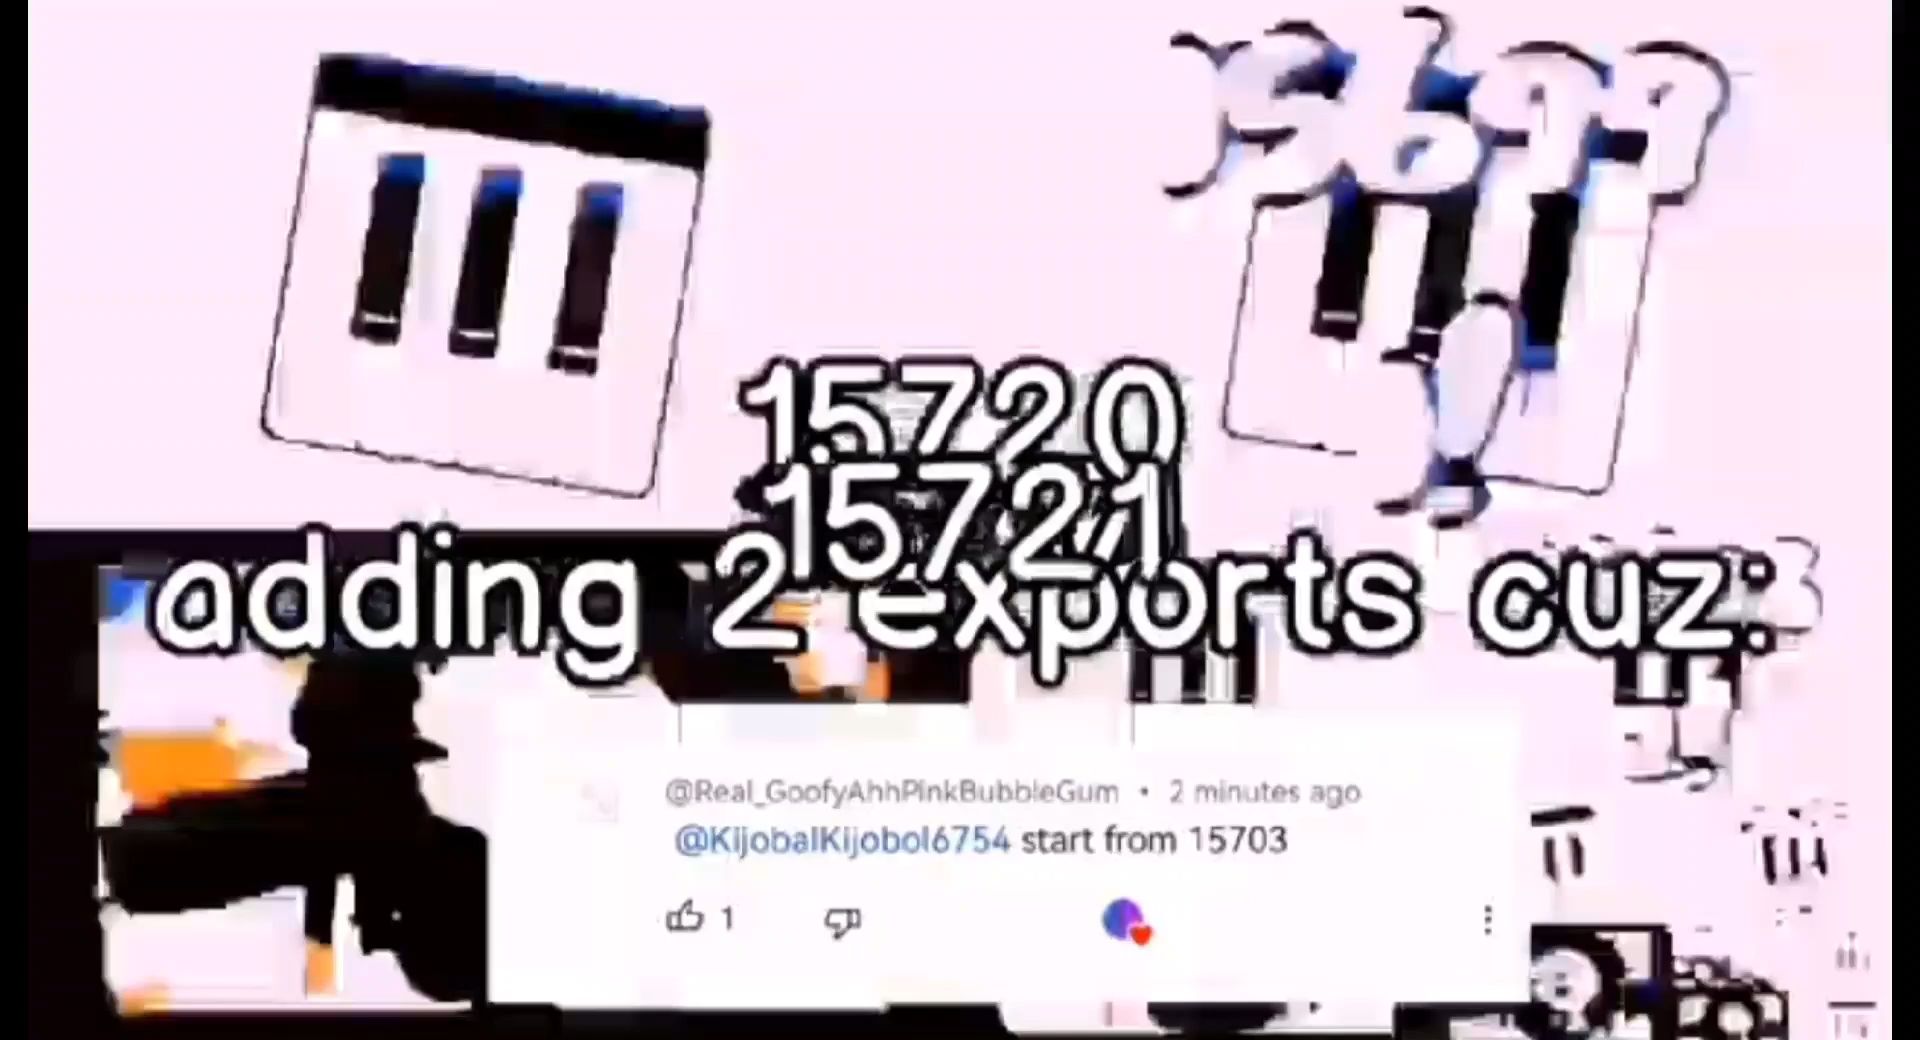 15720
15721
adding 2 exports cuz:
@Real_GoofyAhhPinkBubbleGum • 2 minutes ago
@KijobalKijobol6754 start from 15703
1